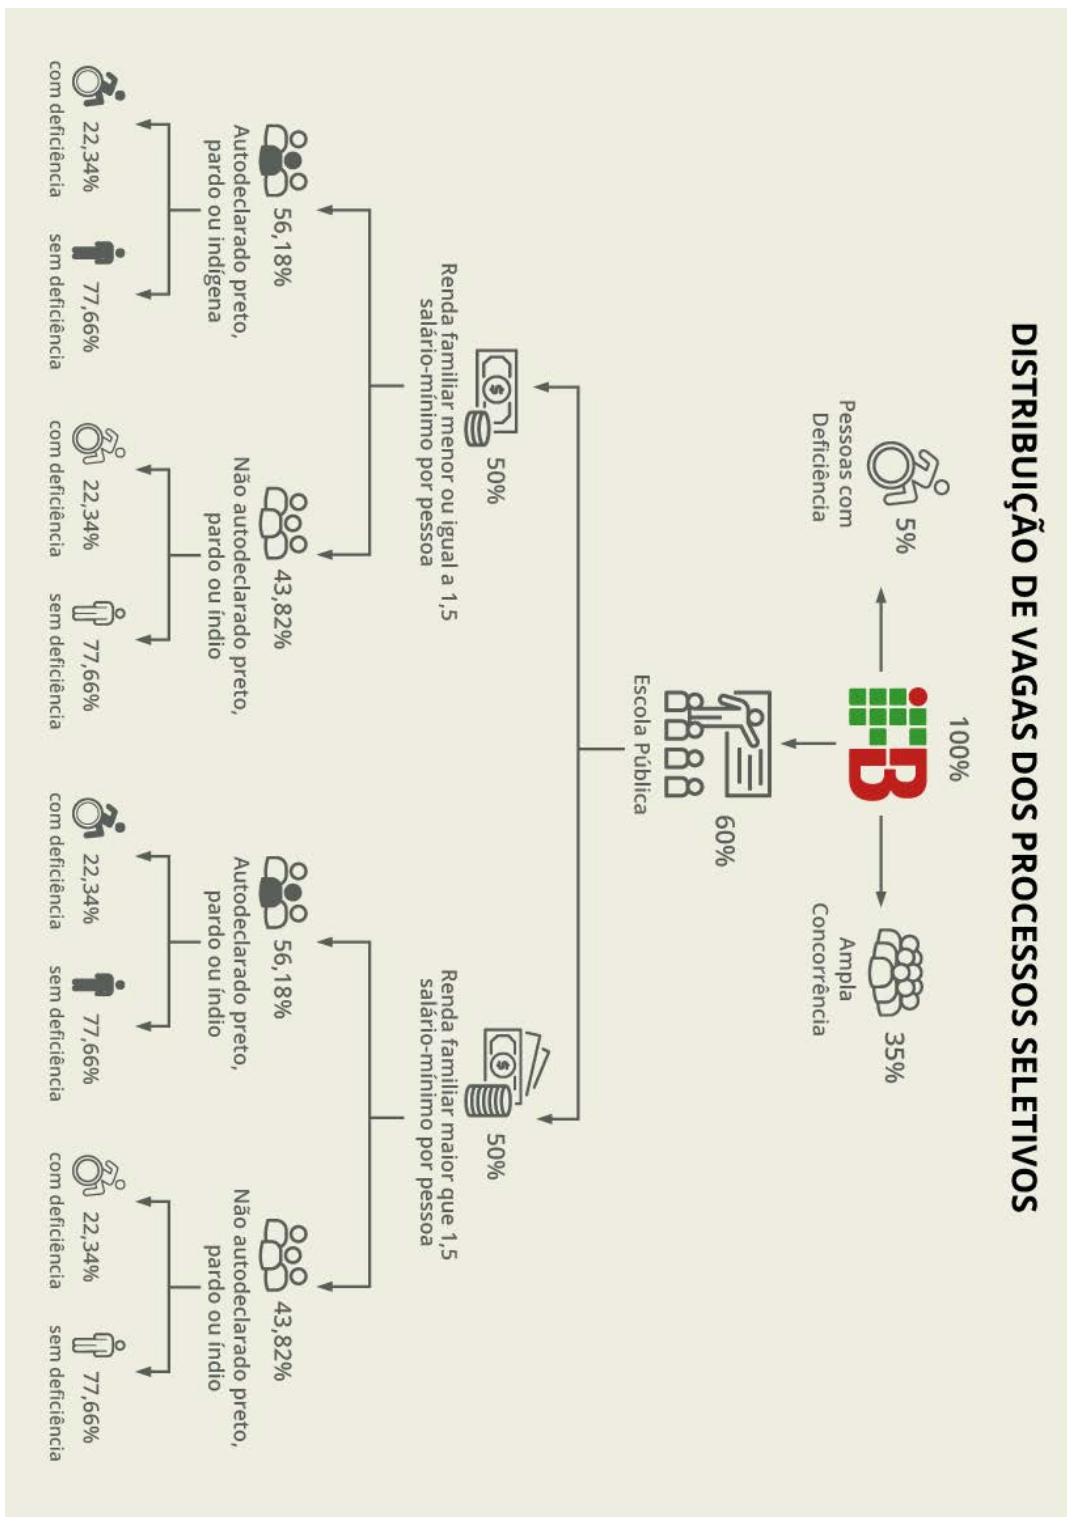 DISTRIBUIÇÃO DE VAGAS DOS PROCESSOS SELETIVOS
100%
iFB
5%
Pessoas com
Deficiência
35%
Ampla
Concorrência
60%
Escola Pública
50%
Renda familiar menor ou igual a 1,5
salário-mínimo por pessoa
50%
Renda familiar maior que 1,5
salário-mínimo por pessoa
56,18%
Autodeclarado preto,
pardo ou indígena
43,82%
Não autodeclarado preto,
pardo ou índio
56,18%
Autodeclarado preto,
pardo ou índio
43,82%
Não autodeclarado preto,
pardo ou índio
22,34%
com deficiência
77,66%
sem deficiência
22,34%
com deficiência
77,66%
sem deficiência
22,34%
com deficiência
77,66%
sem deficiência
22,34%
com deficiência
77,66%
sem deficiência